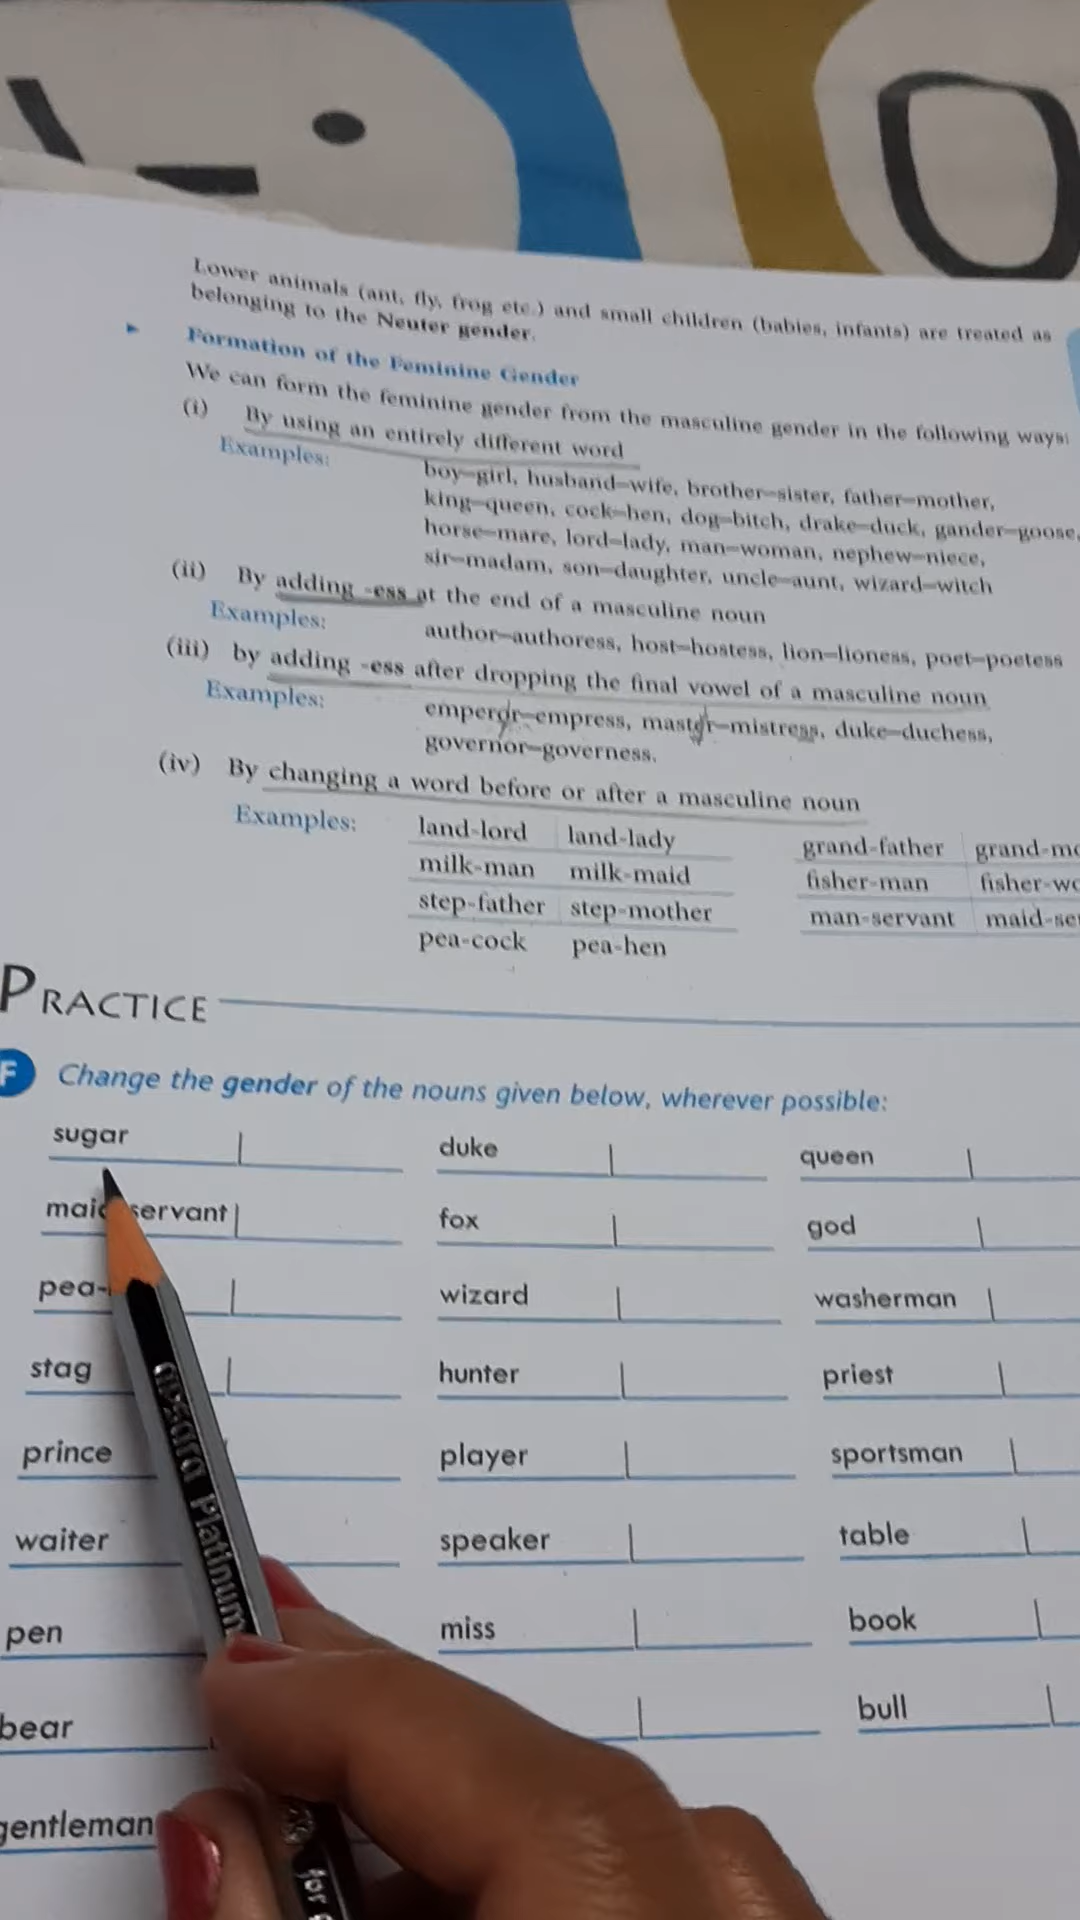 Lower animals (ant, fly, frog etc.) and small children (babies, infants) are treated as
belonging to the Neuter gender.
Formation of the Feminine Gender
We can form the feminine gender from the masculine gender in the following ways:
(i) By using an entirely different word
Examples: boy–girl, husband–wife, brother–sister, father–mother,
king–queen, cock–hen, dog–bitch, drake–duck, gander–goose,
horse–mare, lord–lady, man–woman, nephew–niece,
sir–madam, son–daughter, uncle–aunt, wizard–witch
(ii) By adding -ess at the end of a masculine noun
Examples: author–authoress, host–hostess, lion–lioness, poet–poetess
(iii) by adding -ess after dropping the final vowel of a masculine noun
Examples: emperor–empress, master–mistress, duke–duchess,
governor–governess.
(iv) By changing a word before or after a masculine noun
Examples: land-lord land-lady grand-father
milk-man milk-maid fisher-man
step-father step-mother man-servant
pea-cock pea-hen
PRACTICE
F Change the gender of the nouns given below, wherever possible:
sugar duke queen
servant fox god
wizard washerman
stag hunter priest
prince player sportsman
waiter speaker table
pen miss book
bear bull
gentleman
apsara Platinum